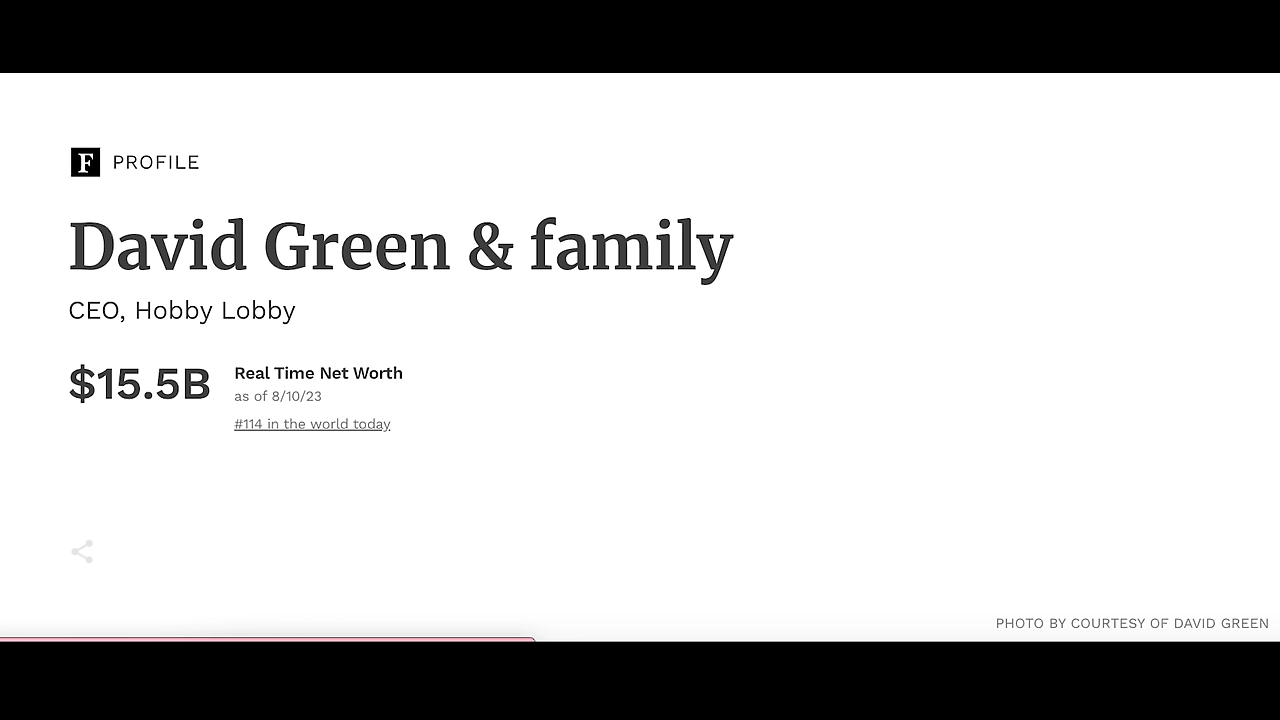 F PROFILE
David Green & family
CEO, Hobby Lobby
$15.5B
Real Time Net Worth
as of 8/10/23
#114 in the world today
PHOTO BY COURTESY OF DAVID GREEN